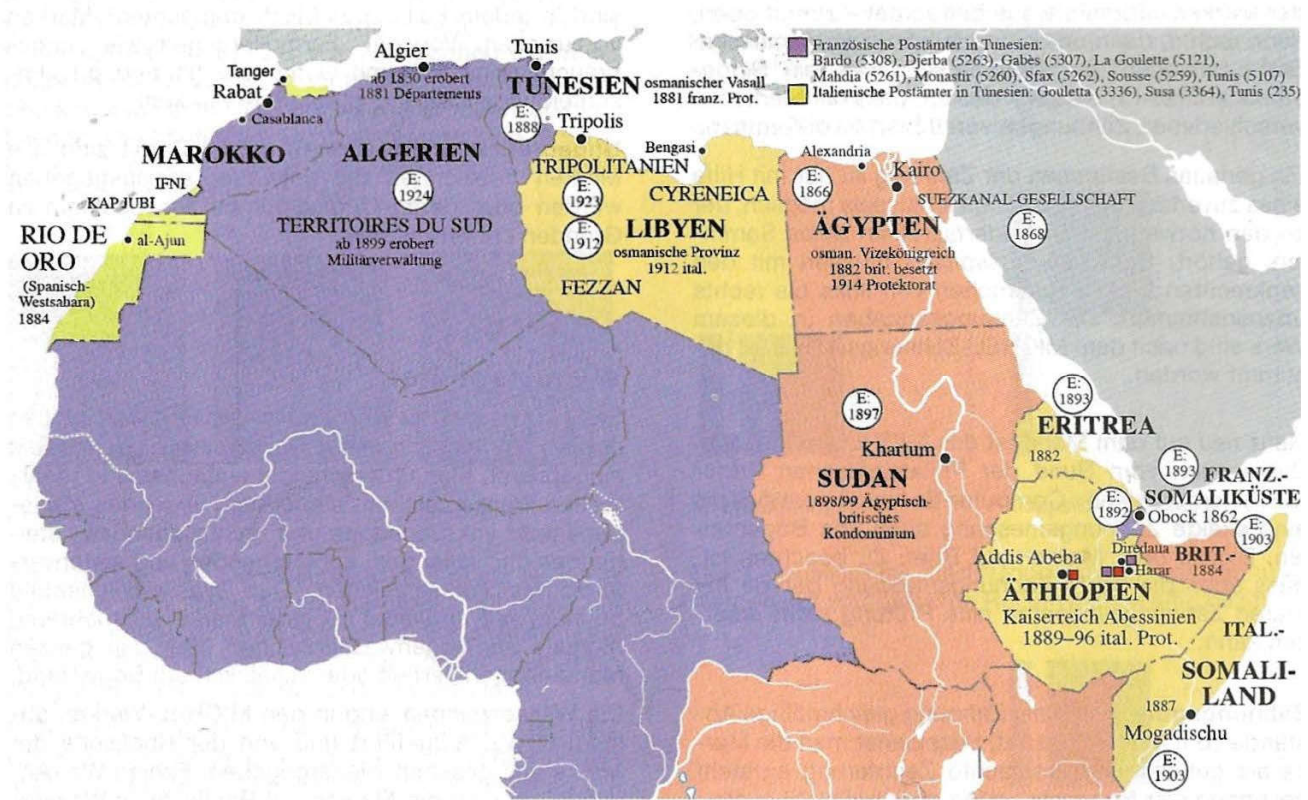 Französische Postämter in Tunesien:
Bardo (5308), Djerba (5263), Gabès (5307), La Goulette (5121),
Mahdia (5261), Monastir (5260), Sfax (5262), Sousse (5259), Tunis (5107)
Italienische Postämter in Tunesien: Gouletta (3336), Susa (3364), Tunis (235)
Algier
ab 1830 erobert
1881 Départements
Tunis
TUNESIEN
osmanischer Vasall
1881 franz. Prot.
E:
1888
Tanger
Rabat
Casablanca
MAROKKO
IFNI
KAP JUBI
RIO DE
ORO
(Spanisch-
Westsahara)
1884
al-Ajun
ALGERIEN
E:
1924
TERRITOIRES DU SUD
ab 1899 erobert
Militärverwaltung
Tripolis
TRIPOLITANIEN
E:
1923
E:
1912
Bengasi
CYRENEICA
LIBYEN
osmanische Provinz
1912 ital.
FEZZAN
Alexandria
Kairo
E:
1866
ÄGYPTEN
osman. Vizekönigreich
1882 brit. besetzt
1914 Protektorat
SUEZKANAL-GESELLSCHAFT
E:
1868
E:
1897
Khartum
SUDAN
1898/99 Ägyptisch-
britisches
Kondominium
E:
1893
ERITREA
1882
E:
1893
FRANZ.-
SOMALIKÜSTE
E:
1892
Obock 1862
E:
1903
Diredaua
Harar
BRIT.-
1884
Addis Abeba
ÄTHIOPIEN
Kaiserreich Abessinien
1889–96 ital. Prot.
ITAL.-
SOMALI-
LAND
1887
Mogadischu
E:
1903